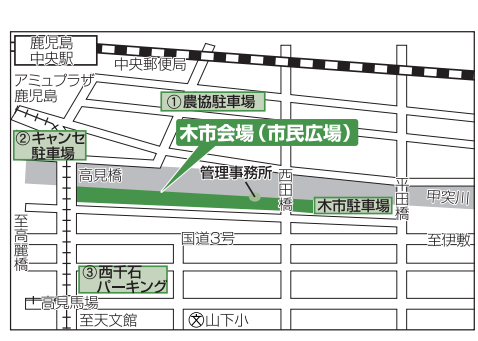 鹿児島
中央駅
中央郵便局
アミュプラザ
鹿児島
①農協駐車場
木市会場（市民広場）
②キャンセ
駐車場
高見橋
管理事務所
西田橋
平田橋
甲突川
木市駐車場
至高麗橋
国道3号
至伊敷
③西千石
パーキング
高見馬場
至天文館
文山下小